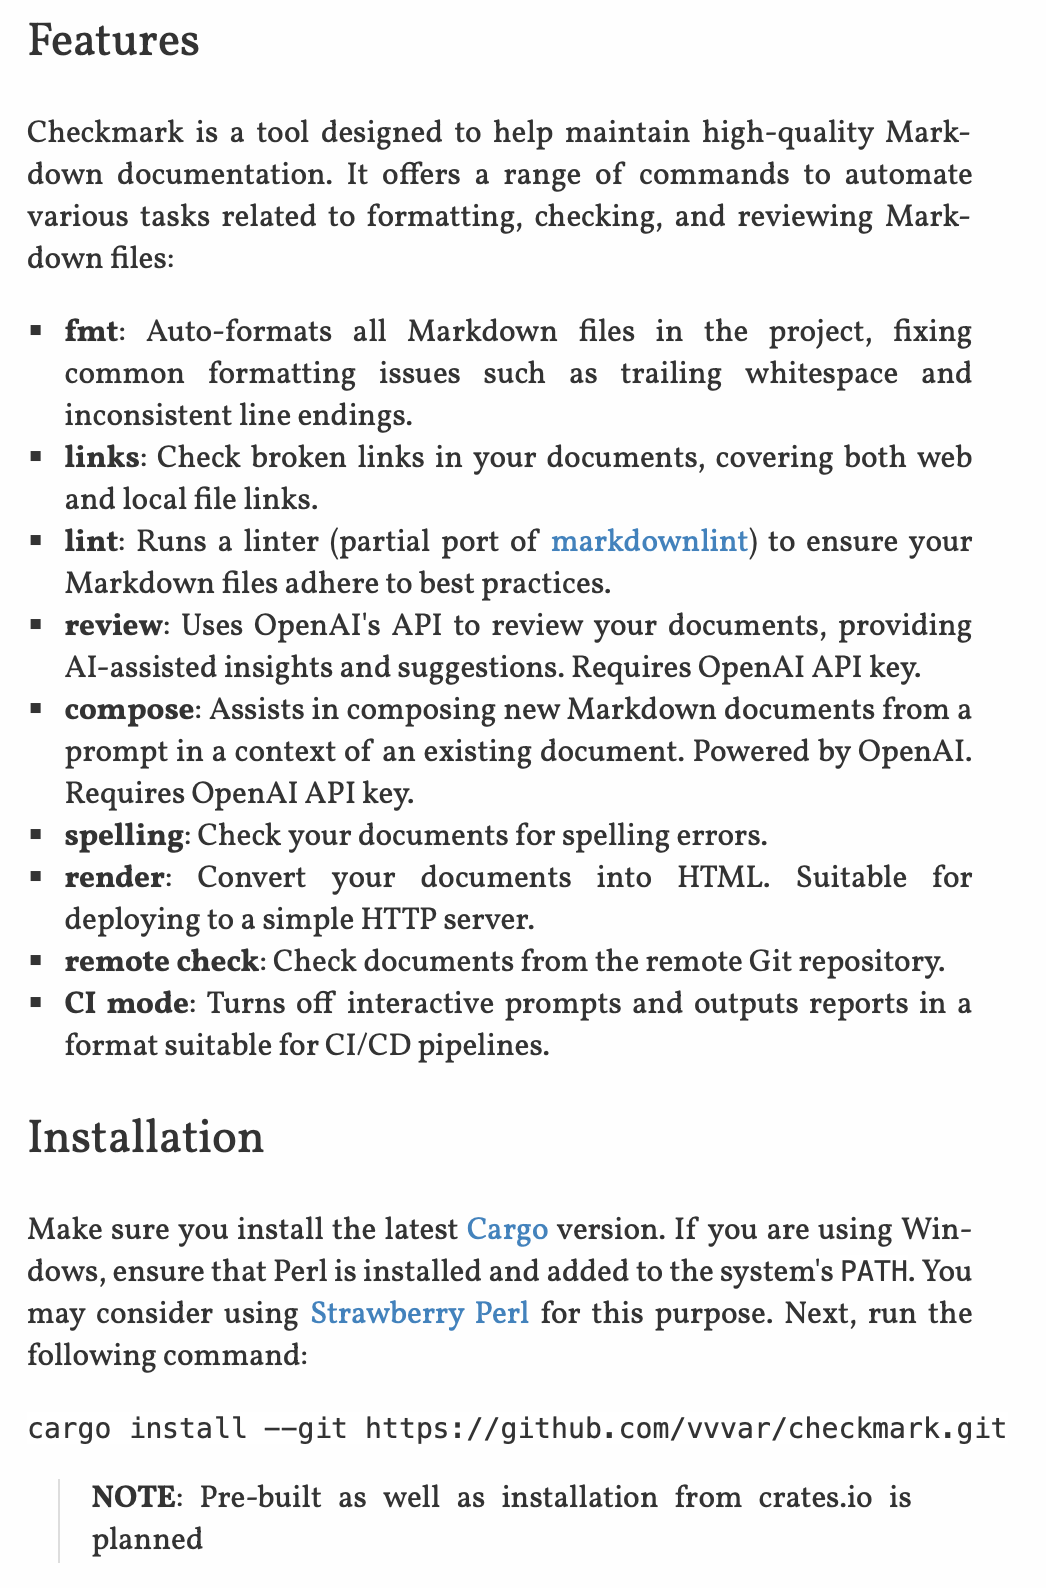 Features
Checkmark is a tool designed to help maintain high-quality Mark-
down documentation. It offers a range of commands to automate
various tasks related to formatting, checking, and reviewing Mark-
down files:
▪ fmt: Auto-formats all Markdown files in the project, fixing
common formatting issues such as trailing whitespace and
inconsistent line endings.
▪ links: Check broken links in your documents, covering both web
and local file links.
▪ lint: Runs a linter (partial port of markdownlint) to ensure your
Markdown files adhere to best practices.
▪ review: Uses OpenAI's API to review your documents, providing
AI-assisted insights and suggestions. Requires OpenAI API key.
▪ compose: Assists in composing new Markdown documents from a
prompt in a context of an existing document. Powered by OpenAI.
Requires OpenAI API key.
▪ spelling: Check your documents for spelling errors.
▪ render: Convert your documents into HTML. Suitable for
deploying to a simple HTTP server.
▪ remote check: Check documents from the remote Git repository.
▪ CI mode: Turns off interactive prompts and outputs reports in a
format suitable for CI/CD pipelines.
Installation
Make sure you install the latest Cargo version. If you are using Win-
dows, ensure that Perl is installed and added to the system's PATH. You
may consider using Strawberry Perl for this purpose. Next, run the
following command:
cargo install --git https://github.com/vvvar/checkmark.git
NOTE: Pre-built as well as installation from crates.io is
planned